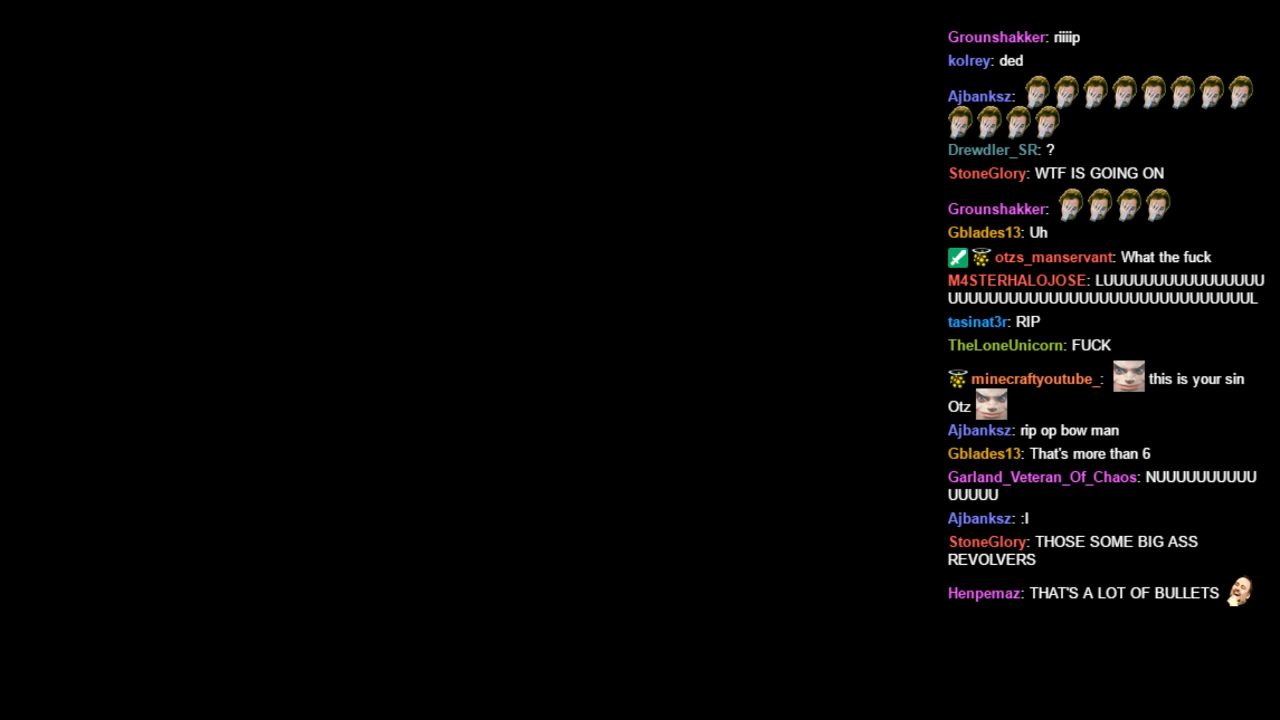 Grounshakker: riiiip
kolrey: ded
Ajbanksz:
Drewdler_SR: ?
StoneGlory: WTF IS GOING ON
Grounshakker:
Gblades13: Uh
otzs_manservant: What the fuck
M4STERHALOJOSE: LUUUUUUUUUUUUUUUU
UUUUUUUUUUUUUUUUUUUUUUUUUUUUUUL
tasinat3r: RIP
TheLoneUnicorn: FUCK
minecraftyoutube_: this is your sin
Otz
Ajbanksz: rip op bow man
Gblades13: That's more than 6
Garland_Veteran_Of_Chaos: NUUUUUUUUUU
UUUUU
Ajbanksz: :l
StoneGlory: THOSE SOME BIG ASS
REVOLVERS
Henpemaz: THAT'S A LOT OF BULLETS